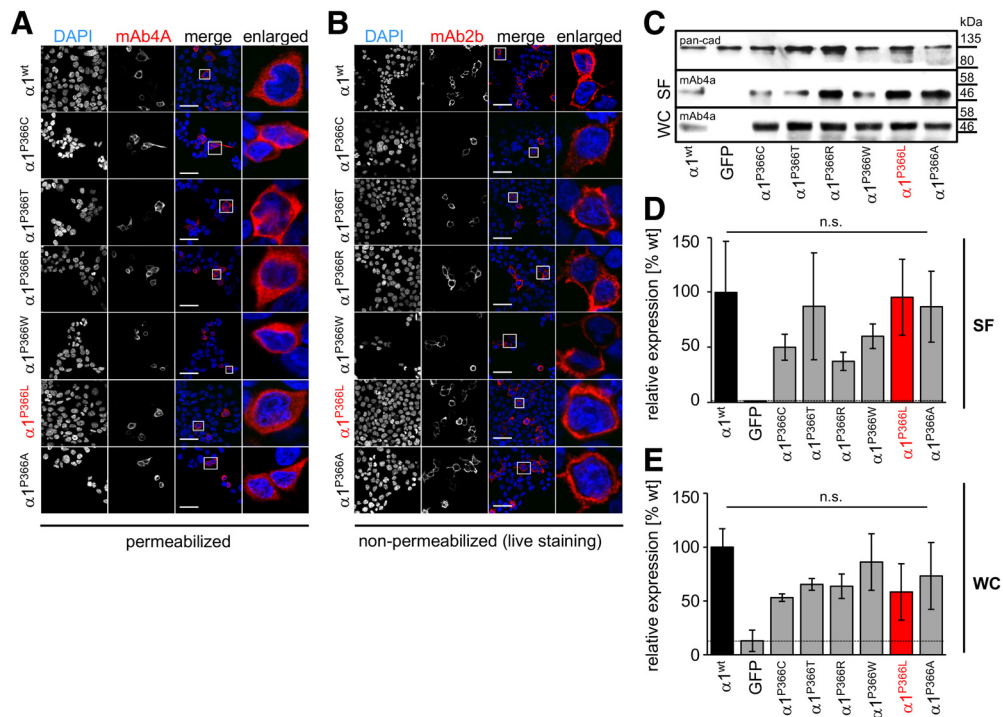 A
DAPI mAb4A merge enlarged
α1wt
α1P366C
α1P366T
α1P366R
α1P366W
α1P366L
α1P366A
permeabilized
B
DAPI mAb2b merge enlarged
α1wt
α1P366C
α1P366T
α1P366R
α1P366W
α1P366L
α1P366A
non-permeabilized (live staining)
C
kDa
pan-cad
135
80
SF
mAb4a
58
46
WC
mAb4a
58
46
α1wt GFP α1P366C α1P366T α1P366R α1P366W α1P366L α1P366A
D
relative expression [% wt]
150
100
50
0
n.s.
SF
α1wt GFP α1P366C α1P366T α1P366R α1P366W α1P366L α1P366A
E
relative expression [% wt]
150
100
50
0
n.s.
WC
α1wt GFP α1P366C α1P366T α1P366R α1P366W α1P366L α1P366A